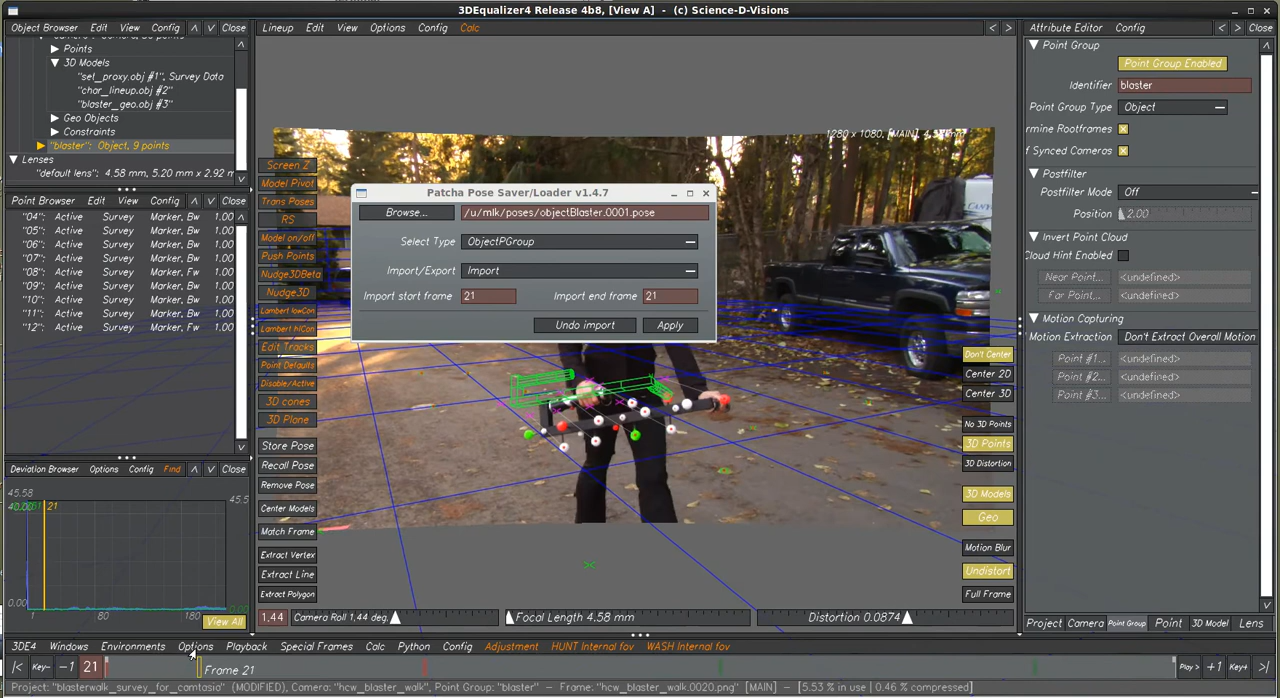 3DEqualizer4 Release 4b8, [View A] - (c) Science-D-Visions
Object Browser Edit View Close
Points
3D Models
"sel_proxy.obj #1", Survey Data
"char_lineup.obj #2"
"blaster_geo.obj #3"
Geo Objects
Constraints
"blaster": Object, 9 points
Lenses
"default lens": 4.58 mm, 5.20 mm x 2.92 m
Point Browser Edit View Config Close
"04": Active Survey Marker, Bw 1.00
"05": Active Survey Marker, Bw 1.00
"06": Active Survey Marker, Bw 1.00
"07": Active Survey Marker, Bw 1.00
"08": Active Survey Marker, Fw 1.00
"09": Active Survey Marker, Bw 1.00
"10": Active Survey Marker, Bw 1.00
"11": Active Survey Marker, Bw 1.00
"12": Active Survey Marker, Fw 1.00
Deviation Browser Options Config Find Close
45.58
45.5
21
0.00
0.00
1 80 180
View All
Lineup Edit View Options Config Calc
1280 x 1080, [MAIN],
Screen Z
Model Pivot
Trans Poses
RS
Model on/off
Push Points
Nudge3DBeta
Nudge3D
Lambert lowCon
Lambert hiCon
Edit Tracks
Point Defaults
Disable/Active
3D cones
3D Plane
Store Pose
Recall Pose
Remove Pose
Center Models
Match Frame
Extract Vertex
Extract Line
Extract Polygon
Patcha Pose Saver/Loader v1.4.7
Browse... /u/mlk/poses/objectBlaster.0001.pose
Select Type ObjectPGroup
Import/Export Import
Import start frame 21 Import end frame 21
Undo import Apply
Don't Center
Center 2D
Center 3D
No 3D Points
3D Points
3D Distortion
3D Models
Geo
Motion Blur
Undistort
Full Frame
1.44 Camera Roll 1.44 deg. Focal Length 4.58 mm Distortion 0.0874
Attribute Editor Config Close
Point Group
Point Group Enabled
Identifier blaster
Point Group Type Object
rmine Rootframes
f Synced Cameras
Postfilter
Postfilter Mode Off
Position 2.00
Invert Point Cloud
Cloud Hint Enabled
Near Point... <undefined>
Far Point... <undefined>
Motion Capturing
Motion Extraction Don't Extract Overall Motion
Point #1... <undefined>
Point #2... <undefined>
Point #3... <undefined>
Project Camera Point Group Point 3D Model Lens
3DE4 Windows Environments Options Playback Special Frames Calc Python Config Adjustment HUNT Internal fov WASH Internal fov
|< Key- -1 21 Frame 21 Play > +1 Key+ >|
Project: "blasterwalk_survey_for_camtasia" (MODIFIED), Camera: "hcw_blaster_walk", Point Group: "blaster" - Frame: "hcw_blaster_walk.0020.png" [MAIN] - [5.53 % in use | 0.46 % compressed]